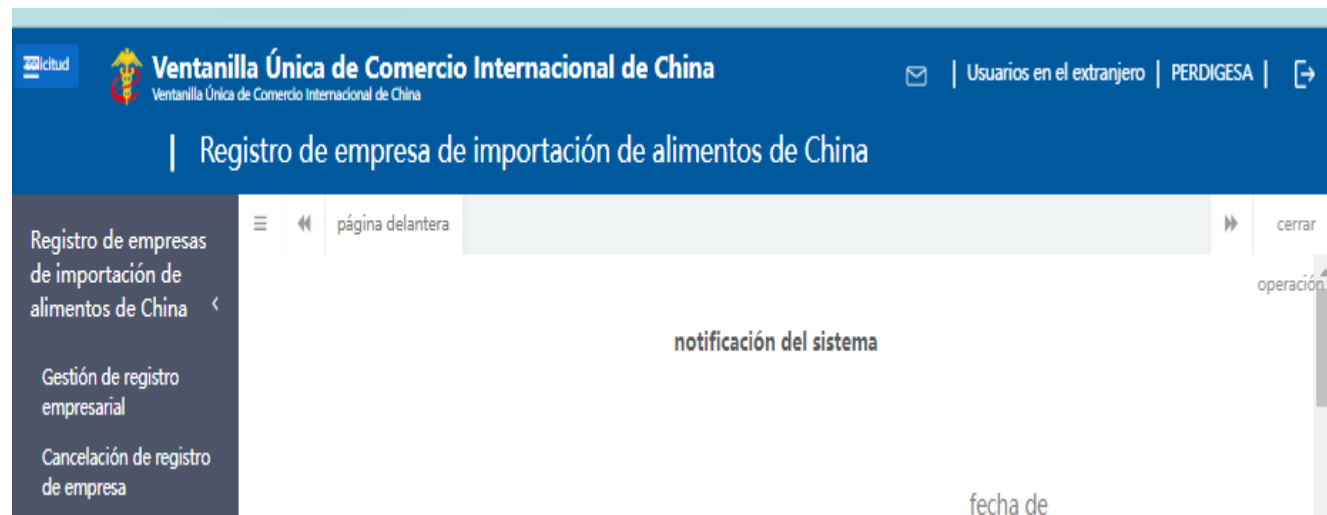 Ventanilla Única de Comercio Internacional de China
Ventanilla Única de Comercio Internacional de China
| Usuarios en el extranjero | PERDIGESA |
| Registro de empresa de importación de alimentos de China
Registro de empresas
de importación de
alimentos de China
página delantera
cerrar
operación
notificación del sistema
Gestión de registro
empresarial
Cancelación de registro
de empresa
fecha de